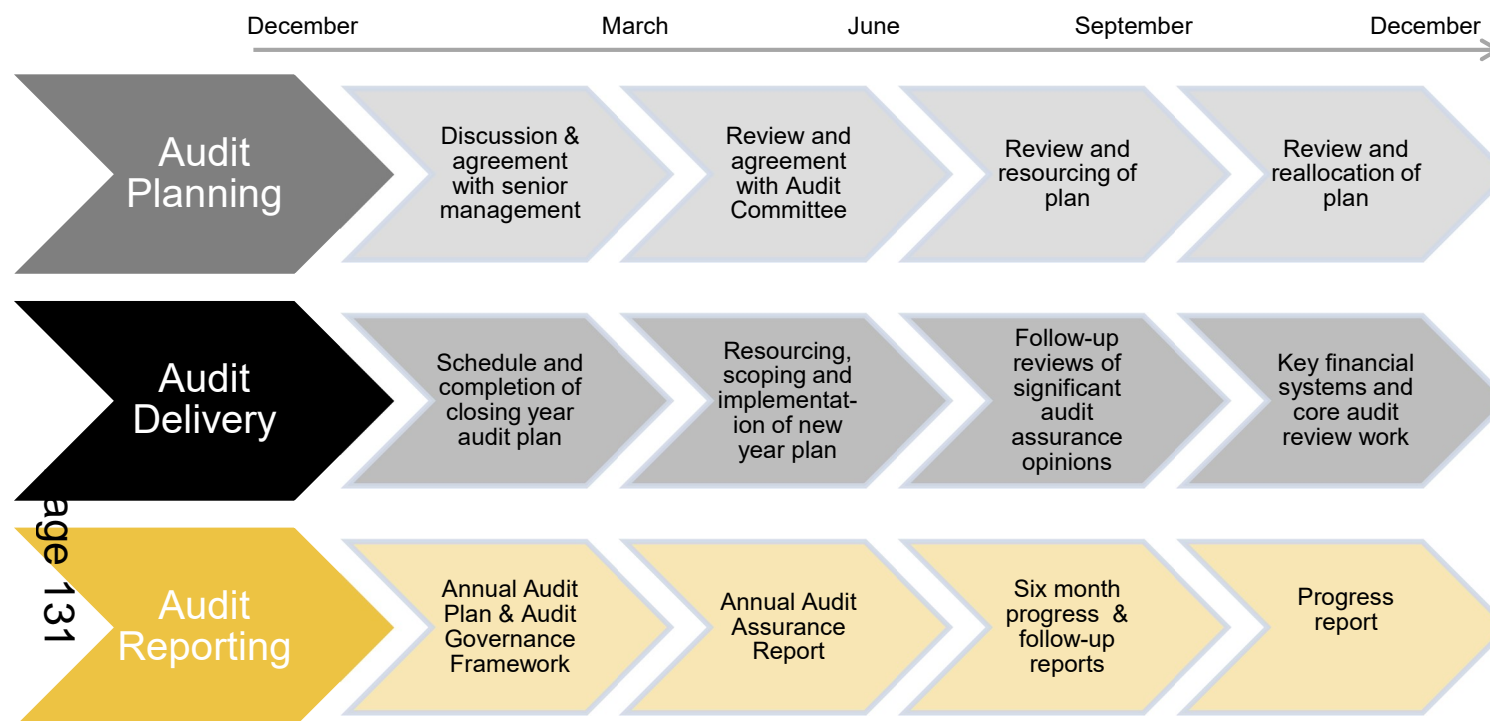 December March June September December
Audit
Planning
Discussion &
agreement
with senior
management
Review and
agreement
with Audit
Committee
Review and
resourcing of
plan
Review and
reallocation of
plan
Audit
Delivery
Schedule and
completion of
closing year
audit plan
Resourcing,
scoping and
implementat-
ion of new
year plan
Follow-up
reviews of
significant
audit
assurance
opinions
Key financial
systems and
core audit
review work
age 131
Audit
Reporting
Annual Audit
Plan & Audit
Governance
Framework
Annual Audit
Assurance
Report
Six month
progress &
follow-up
reports
Progress
report